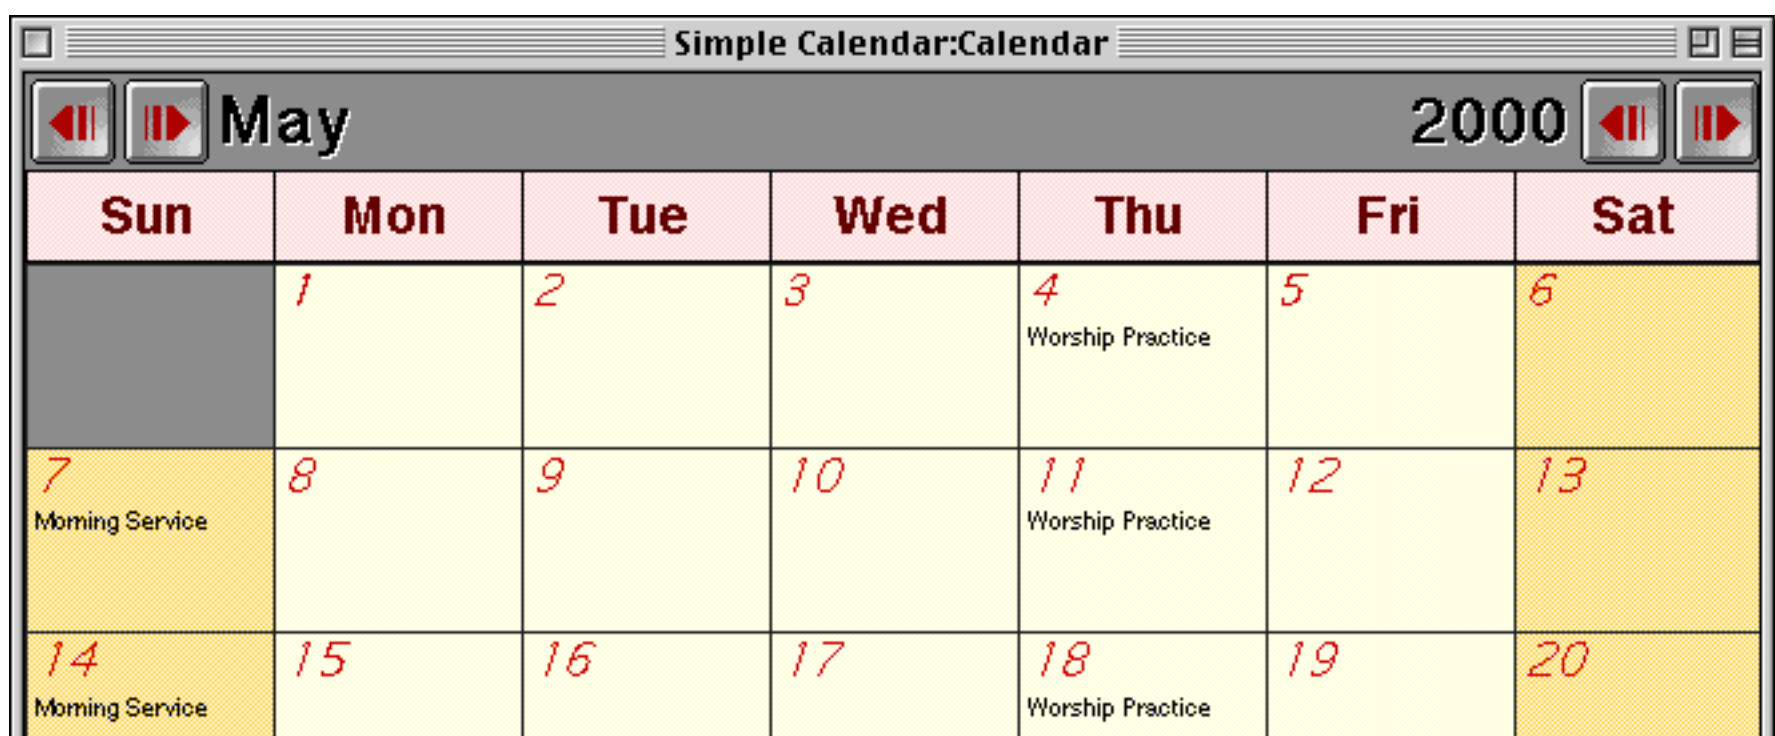 Simple Calendar:Calendar
May 2000
Sun Mon Tue Wed Thu Fri Sat
1 2 3 4 5 6
Worship Practice
7 8 9 10 11 12 13
Morning Service Worship Practice
14 15 16 17 18 19 20
Morning Service Worship Practice